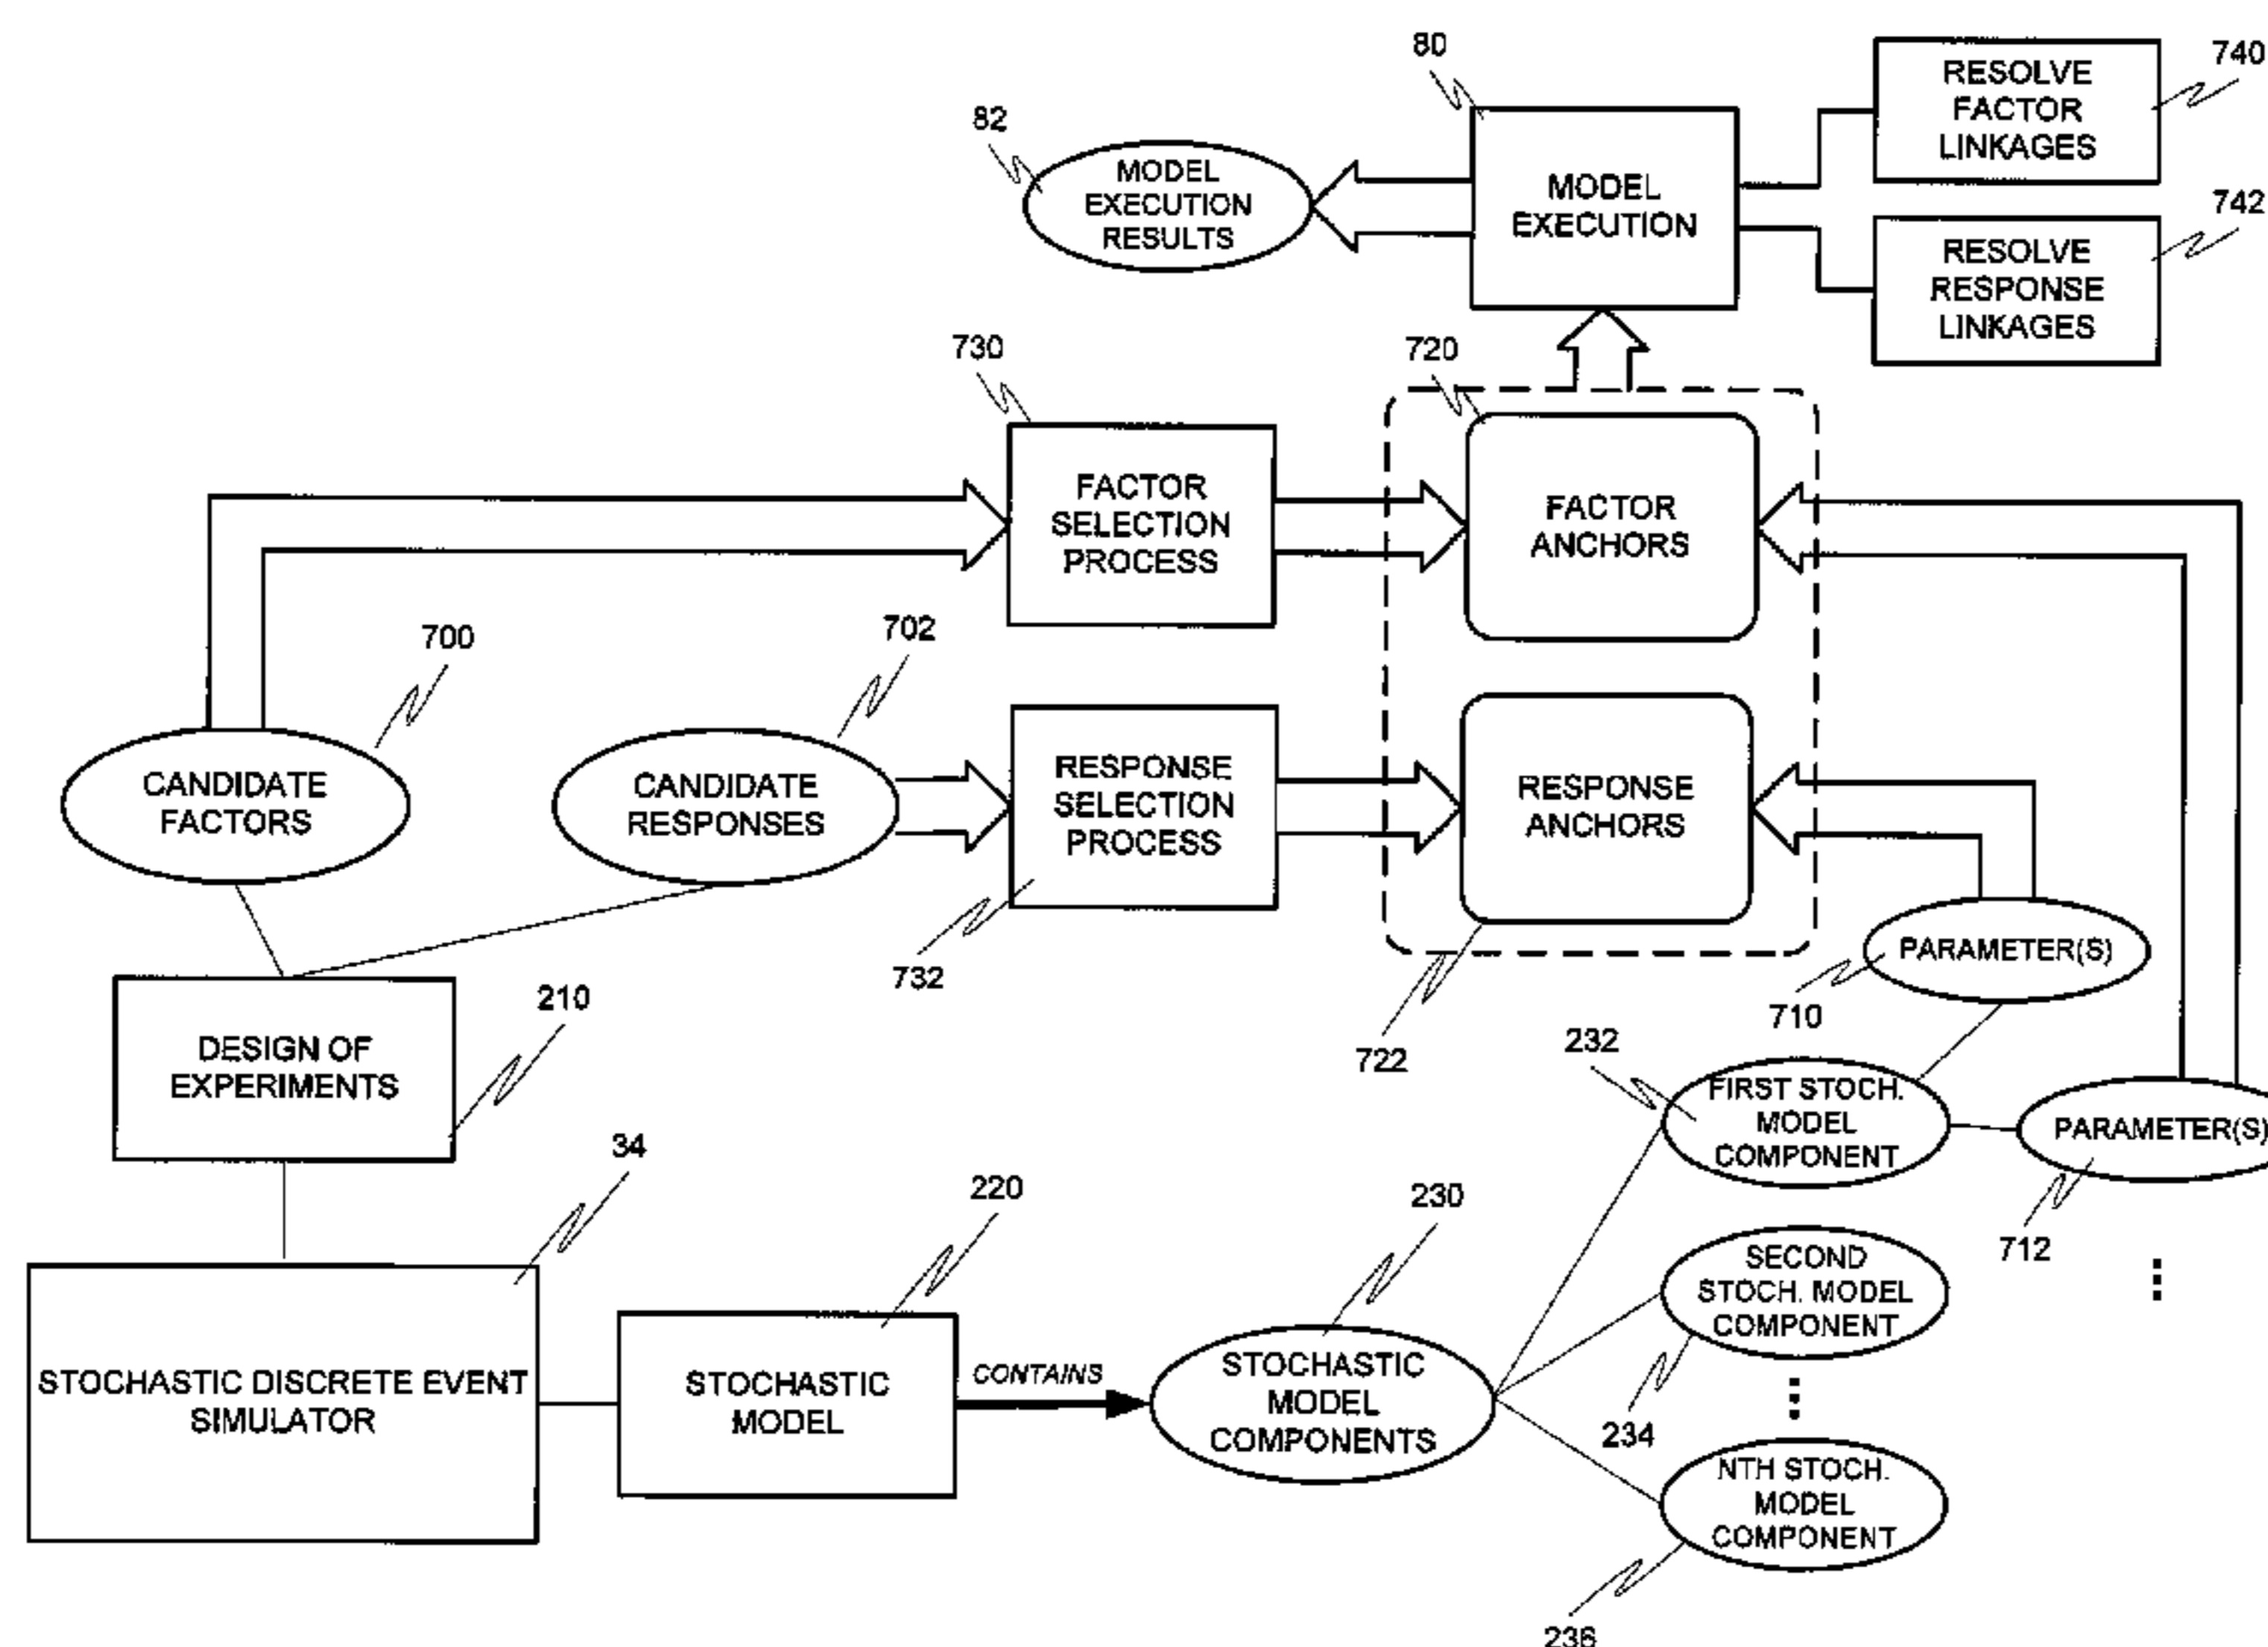 80
740
RESOLVE
FACTOR
LINKAGES
82
MODEL
EXECUTION
RESULTS
MODEL
EXECUTION
742
RESOLVE
RESPONSE
LINKAGES
730
720
FACTOR
SELECTION
PROCESS
FACTOR
ANCHORS
700
702
CANDIDATE
FACTORS
CANDIDATE
RESPONSES
RESPONSE
SELECTION
PROCESS
RESPONSE
ANCHORS
732
722
PARAMETER(S)
710
210
DESIGN OF
EXPERIMENTS
232
FIRST STOCH.
MODEL
COMPONENT
PARAMETER(S)
712
34
220
230
STOCHASTIC DISCRETE EVENT
SIMULATOR
STOCHASTIC
MODEL
CONTAINS
STOCHASTIC
MODEL
COMPONENTS
SECOND
STOCH. MODEL
COMPONENT
234
NTH STOCH.
MODEL
COMPONENT
236